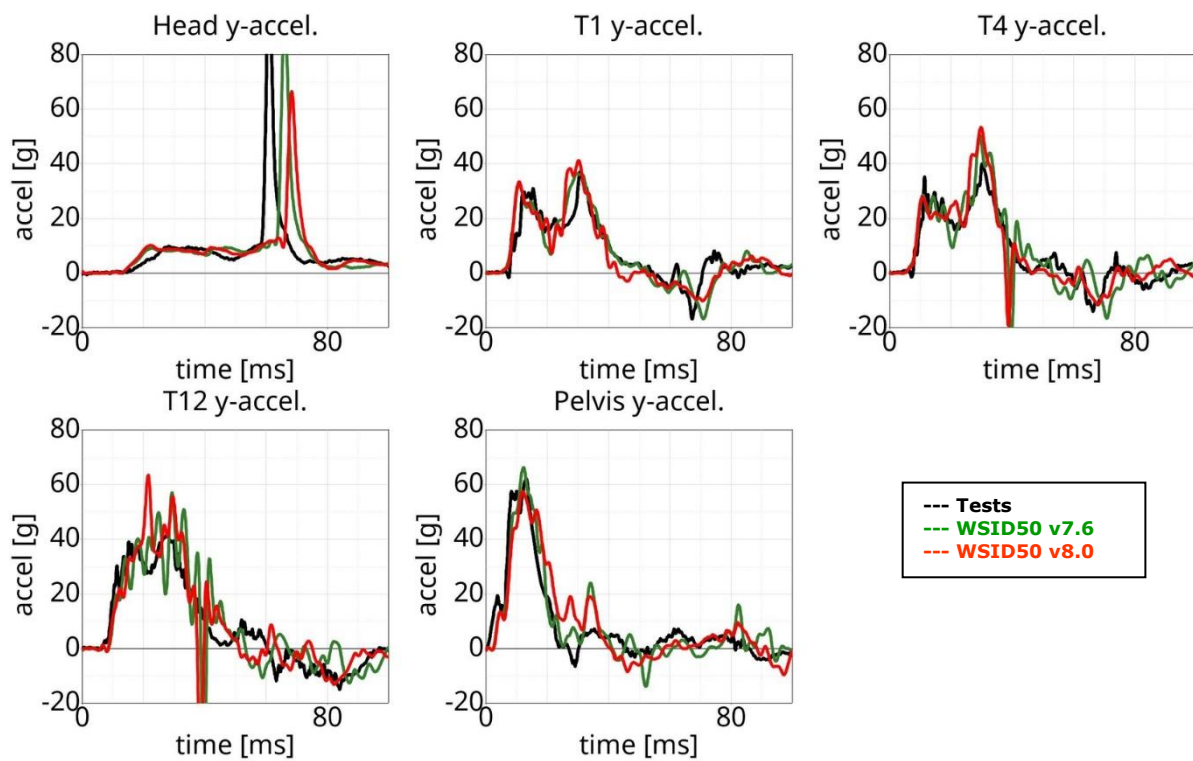 Head y-accel.
T1 y-accel.
T4 y-accel.
80
60
40
20
0
-20
accel [g]
0
80
time [ms]
80
60
40
20
0
-20
accel [g]
0
80
time [ms]
80
60
40
20
0
-20
accel [g]
0
80
time [ms]
T12 y-accel.
Pelvis y-accel.
80
60
40
20
0
-20
accel [g]
0
80
time [ms]
80
60
40
20
0
-20
accel [g]
0
80
time [ms]
--- Tests
--- WSID50 v7.6
--- WSID50 v8.0